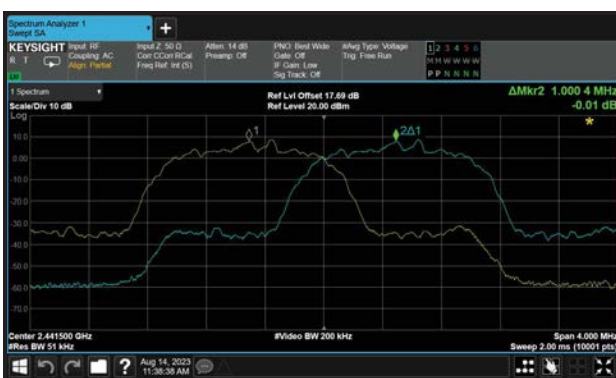 Spectrum Analyzer 1
Swept SA
+
KEYSIGHT
R T
Input: RF
Coupling: AC
Align: Partial
Input Z: 50 Ω
Corr CCorr RCal
Freq Ref: Int (S)
Atten: 14 dB
Preamp: Off
PNO: Best Wide
Gate: Off
IF Gain: Low
Sig Track: Off
#Avg Type: Voltage
Trig: Free Run
1 2 3 4 5 6
M M W W W W
P P N N N N
1 Spectrum
Scale/Div 10 dB
Ref Lvl Offset 17.69 dB
Ref Level 20.00 dBm
ΔMkr2 1.000 4 MHz
-0.01 dB
Log
*
1
2Δ1
10.0
0.00
-10.0
-20.0
-30.0
-40.0
-50.0
-60.0
-70.0
Center 2.441500 GHz
#Video BW 200 kHz
Span 4.000 MHz
#Res BW 51 kHz
Sweep 2.00 ms (10001 pts)
?
Aug 14, 2023
11:38:38 AM